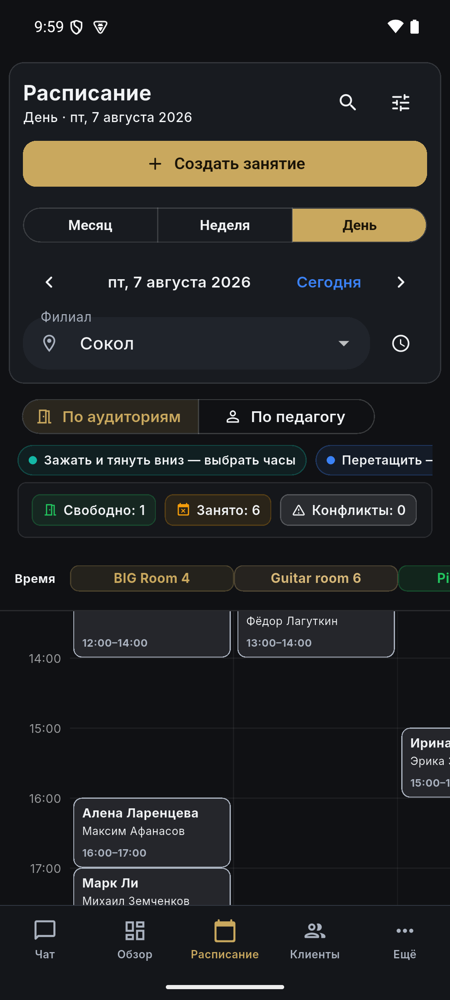 9:59
Расписание
День · пт, 7 августа 2026
Создать занятие
Месяц
Неделя
День
пт, 7 августа 2026
Сегодня
Филиал
Сокол
По аудиториям
По педагогу
Зажать и тянуть вниз — выбрать часы
Перетащить —
Свободно: 1
Занято: 6
Конфликты: 0
Время
BIG Room 4
Guitar room 6
Pi
Фёдор Лагуткин
12:00–14:00
13:00–14:00
14:00
15:00
Ирина
Эрика
15:00–1
16:00
Алена Ларенцева
Максим Афанасов
16:00–17:00
17:00
Марк Ли
Михаил Земченков
Чат
Обзор
Расписание
Клиенты
Ещё